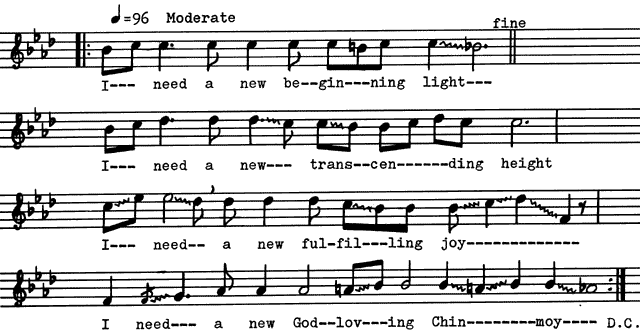 ♩=96 Moderate
fine
I--- need a new be--gin---ning light---
I--- need a new--- trans--cen------ding height
I--- need-- a new ful-fil---ling joy--------------
I need--- a new God--lov---ing Chin--------moy---- D.C.